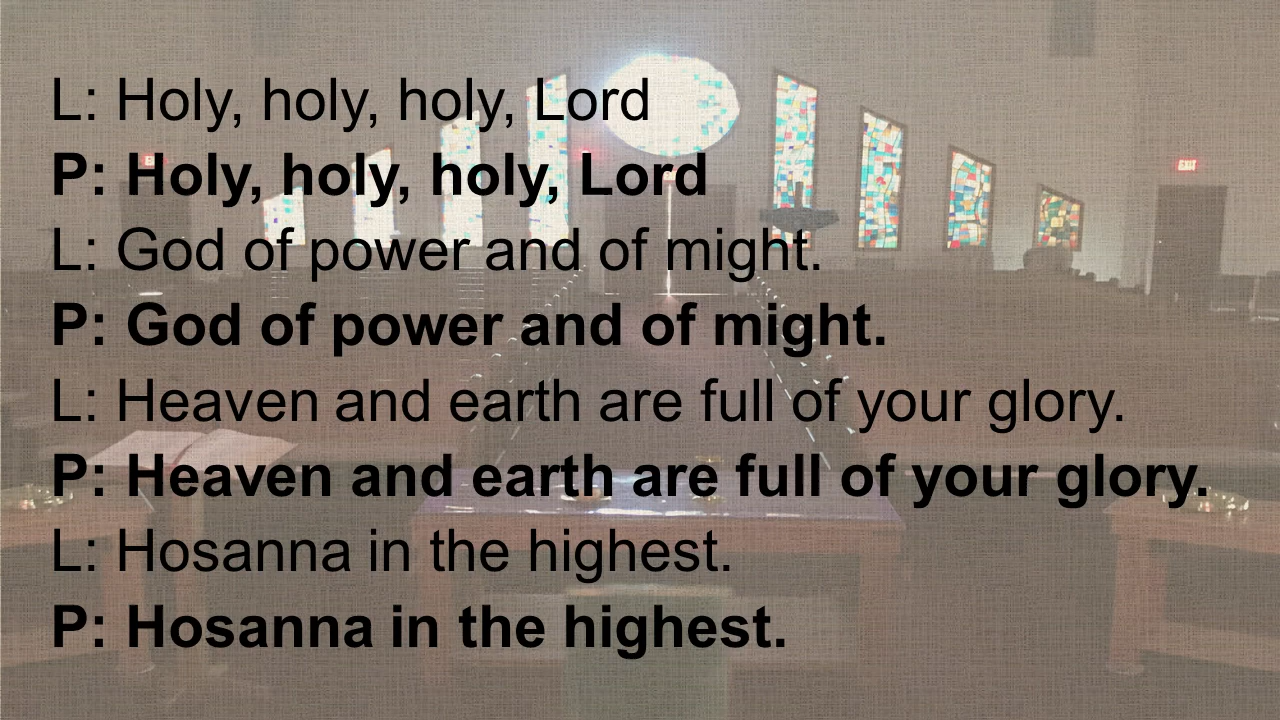 L: Holy, holy, holy, Lord
P: Holy, holy, holy, Lord
L: God of power and of might.
P: God of power and of might.
L: Heaven and earth are full of your glory.
P: Heaven and earth are full of your glory.
L: Hosanna in the highest.
P: Hosanna in the highest.
EXIT